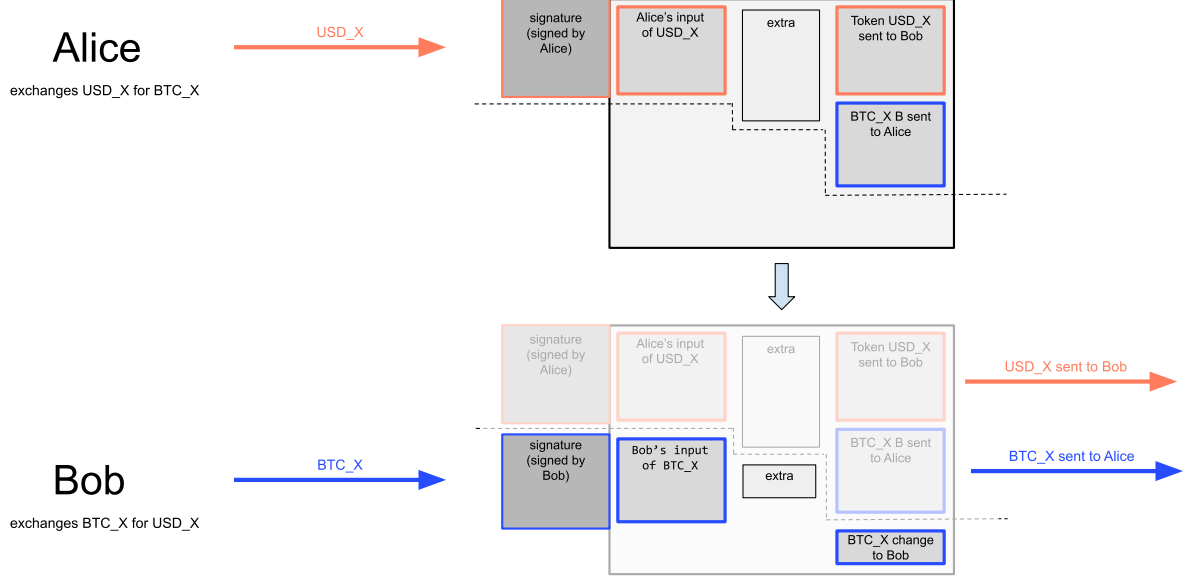 Alice
exchanges USD_X for BTC_X
USD_X
signature
(signed by
Alice)
Alice's input
of USD_X
extra
Token USD_X
sent to Bob
BTC_X B sent
to Alice
signature
(signed by
Alice)
Alice's input
of USD_X
extra
Token USD_X
sent to Bob
USD_X sent to Bob
Bob
exchanges BTC_X for USD_X
BTC_X
signature
(signed by
Bob)
Bob's input
of BTC_X
extra
BTC_X B sent
to Alice
BTC_X sent to Alice
BTC_X change
to Bob